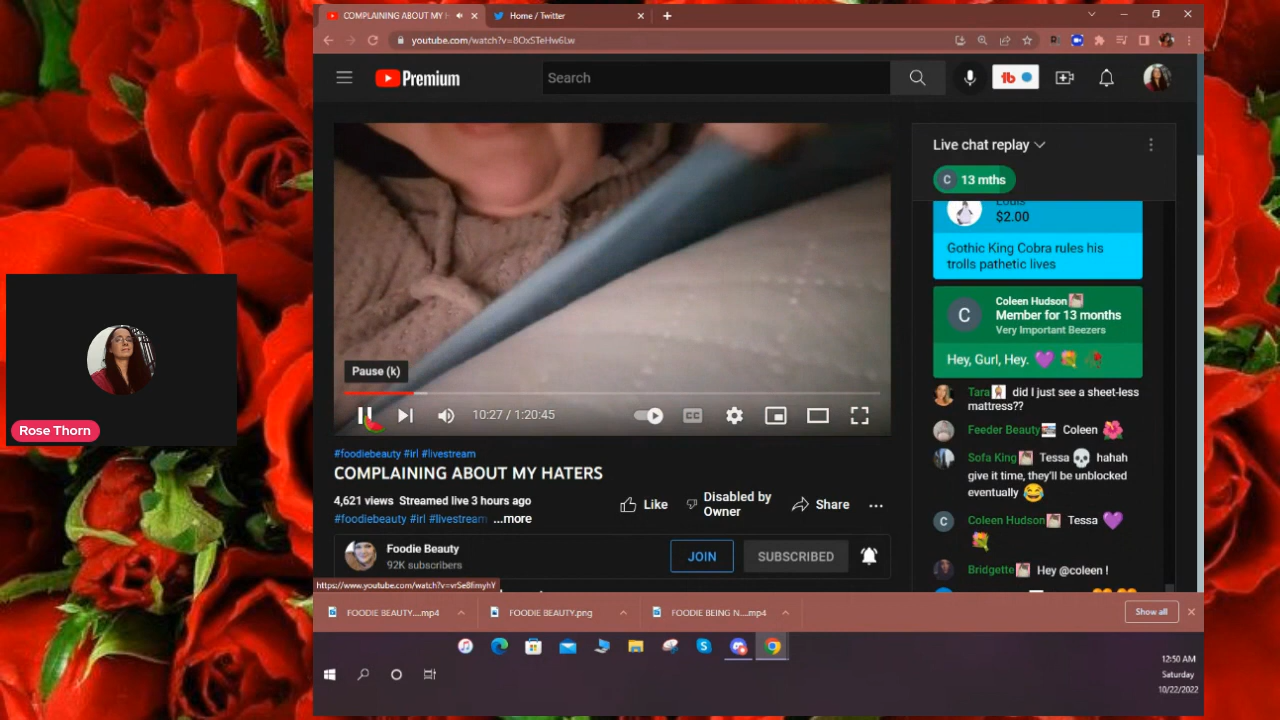 COMPLAINING ABOUT MY H
Home / Twitter
youtube.com/watch?v=8OxSTeHw6Lw
Premium
Search
Live chat replay
C 13 mths
Louis
$2.00
Gothic King Cobra rules his
trolls pathetic lives
C
Coleen Hudson
Member for 13 months
Very Important Beezers
Hey, Gurl, Hey.
Tara did I just see a sheet-less
mattress??
Feeder Beauty Coleen
Sofa King Tessa hahah
give it time, they'll be unblocked
eventually
C Coleen Hudson Tessa
Bridgette Hey @coleen !
Pause (k)
10:27 / 1:20:45
CC
#foodiebeauty #irl #livestream
COMPLAINING ABOUT MY HATERS
4,621 views Streamed live 3 hours ago
#foodiebeauty #irl #livestream ...more
Like
Disabled by
Owner
Share
Foodie Beauty
92K subscribers
JOIN
SUBSCRIBED
Rose Thorn
FOODIE BEAUTY....mp4
FOODIE BEAUTY.png
FOODIE BEING N....mp4
Show all
12:50 AM
Saturday
10/22/2022